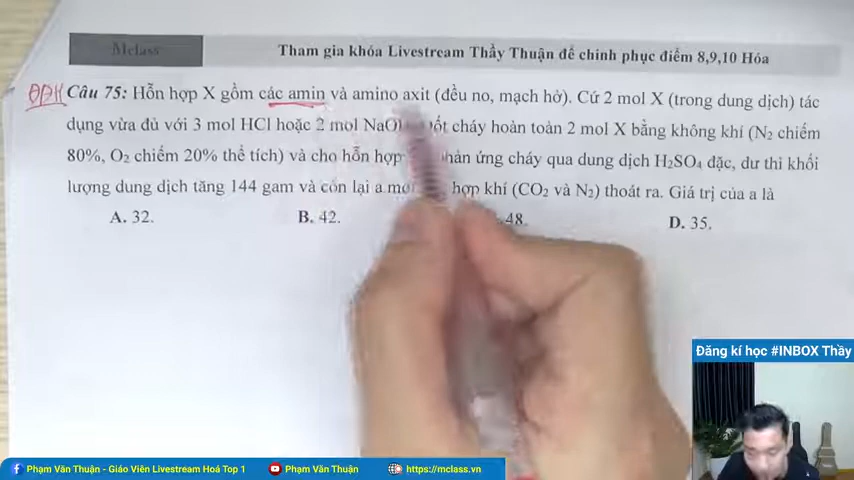 Mclass
Tham gia khóa Livestream Thầy Thuận để chinh phục điểm 8,9,10 Hóa
Câu 75: Hỗn hợp X gồm các amin và amino axit (đều no, mạch hở). Cứ 2 mol X (trong dung dịch) tác
dụng vừa đủ với 3 mol HCl hoặc 2 mol NaO cháy hoàn toàn 2 mol X bằng không khí (N₂ chiếm
80%, O₂ chiếm 20% thể tích) và cho hỗn hợp ứng cháy qua dung dịch H₂SO₄ đặc, dư thì khối
lượng dung dịch tăng 144 gam và còn lại a hợp khí (CO₂ và N₂) thoát ra. Giá trị của a là
A. 32. B. 42. 48. D. 35.
Đăng kí học #INBOX Thầy
Phạm Văn Thuận - Giáo Viên Livestream Hoá Top 1 Phạm Văn Thuận https://mclass.vn